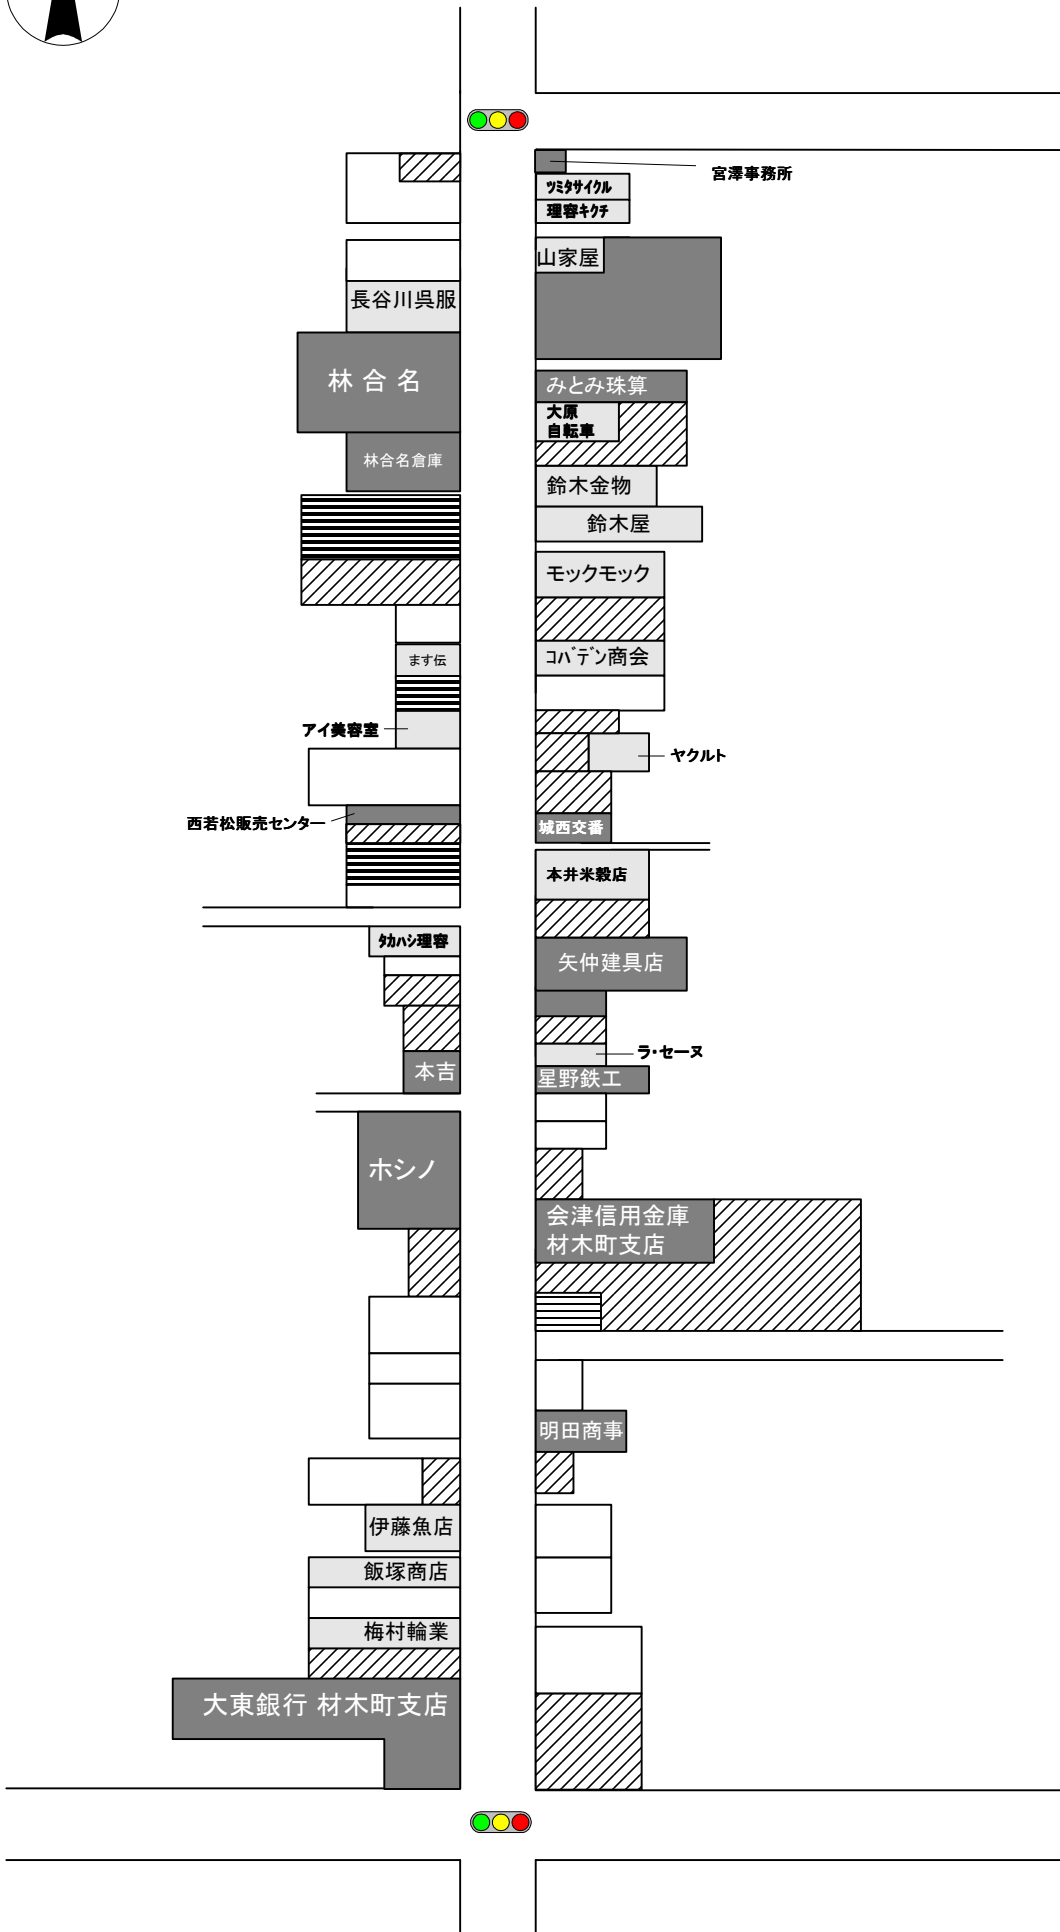 宮澤事務所
ﾂﾐﾀサイクル
理容ｷｸﾁ
山家屋
長谷川呉服
林 合 名
みとみ珠算
大原
自転車
林合名倉庫
鈴木金物
鈴木屋
モックモック
ます伝
ｺﾊﾞデン商会
アイ美容室
ヤクルト
西若松販売センター
城西交番
本井米穀店
ﾀｶﾊｼ理容
矢仲建具店
ラ・セーヌ
本吉
星野鉄工
ホシノ
会津信用金庫
材木町支店
明田商事
伊藤魚店
飯塚商店
梅村輪業
大東銀行 材木町支店